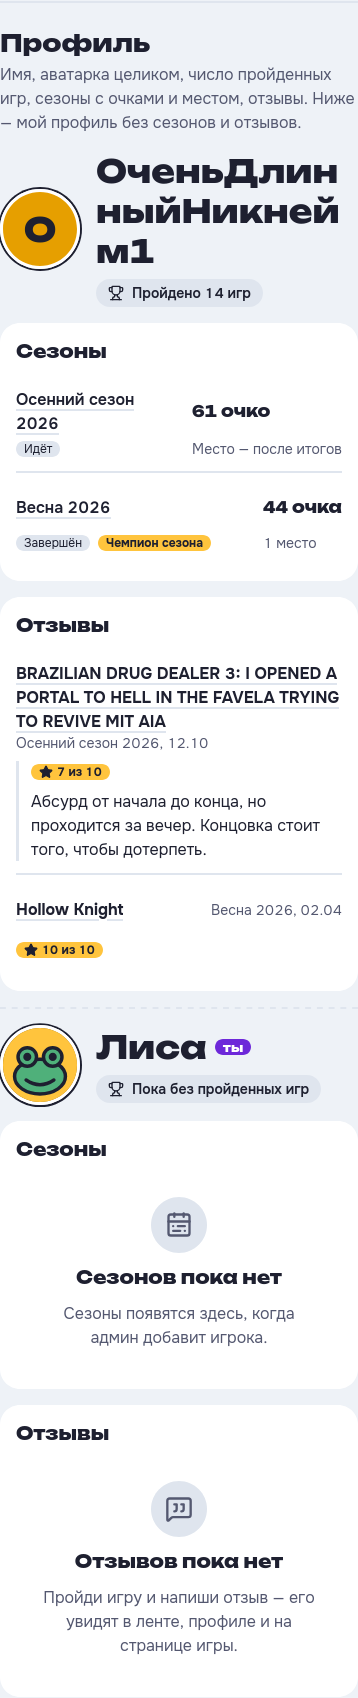 Профиль
Имя, аватарка целиком, число пройденных
игр, сезоны с очками и местом, отзывы. Ниже
— мой профиль без сезонов и отзывов.
О
ОченьДлин
ныйНикней
м1
Пройдено 14 игр
Сезоны
Осенний сезон
2026
61 очко
Идёт
Место — после итогов
Весна 2026
44 очка
Завершён
Чемпион сезона
1 место
Отзывы
BRAZILIAN DRUG DEALER 3: I OPENED A
PORTAL TO HELL IN THE FAVELA TRYING
TO REVIVE MIT AIA
Осенний сезон 2026, 12.10
7 из 10
Абсурд от начала до конца, но
проходится за вечер. Концовка стоит
того, чтобы дотерпеть.
Hollow Knight
Весна 2026, 02.04
10 из 10
Лиса
ты
Пока без пройденных игр
Сезоны
Сезонов пока нет
Сезоны появятся здесь, когда
админ добавит игрока.
Отзывы
Отзывов пока нет
Пройди игру и напиши отзыв — его
увидят в ленте, профиле и на
странице игры.